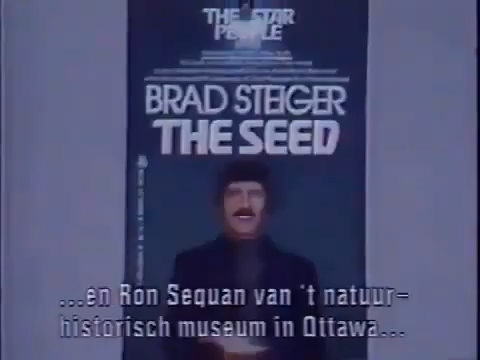 THE STAR
PEOPLE
BRAD STEIGER
THE SEED
...en Ron Sequan van 't natuur-
historisch museum in Ottawa...